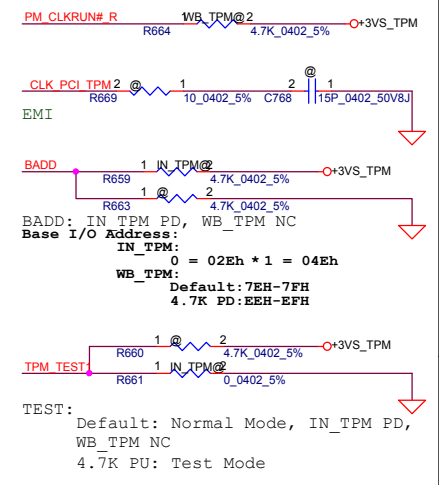 PM_CLKRUN#_R 1 WB_TPM@ 2 +3VS_TPM
R664 4.7K_0402_5%
@
CLK_PCI_TPM 2 @ 1 2 1
R669 10_0402_5% C768 15P_0402_50V8J
EMI
BADD 1 IN_TPM@ 2 +3VS_TPM
R659 4.7K_0402_5%
1 @ 2
R663 4.7K_0402_5%
BADD: IN_TPM PD, WB_TPM NC
Base I/O Address:
IN_TPM:
0 = 02Eh * 1 = 04Eh
WB_TPM:
Default:7EH-7FH
4.7K PD:EEH-EFH
1 @ 2 +3VS_TPM
R660 4.7K_0402_5%
TPM_TEST1 1 IN_TPM@ 2
R661 0_0402_5%
TEST:
Default: Normal Mode, IN_TPM PD,
WB_TPM NC
4.7K PU: Test Mode